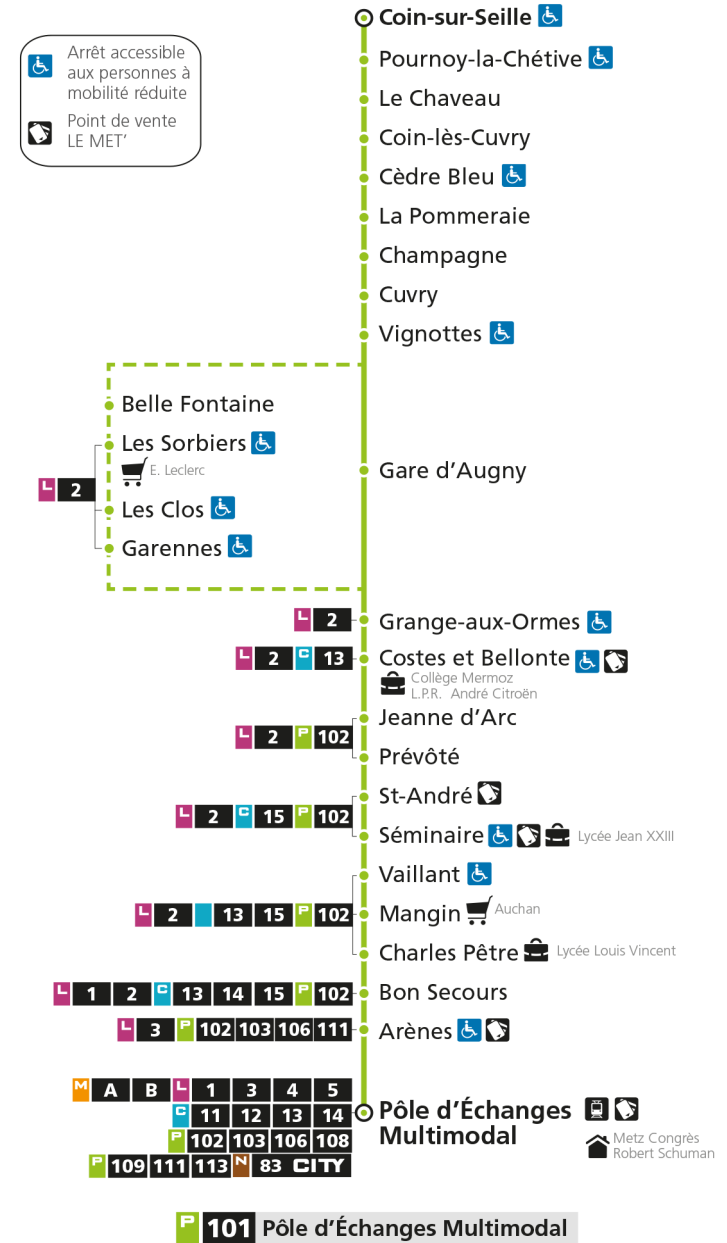 Coin-sur-Seille
Arrêt accessible
aux personnes à
mobilité réduite
Point de vente
LE MET'
Pournoy-la-Chétive
Le Chaveau
Coin-lès-Cuvry
Cèdre Bleu
La Pommeraie
Champagne
Cuvry
Vignottes
Belle Fontaine
Les Sorbiers
E. Leclerc
L 2
Les Clos
Garennes
Gare d'Augny
L 2 Grange-aux-Ormes
L 2 C 13 Costes et Bellonte
Collège Mermoz
L.P.R. André Citroën
Jeanne d'Arc
L 2 P 102
Prévôté
St-André
L 2 C 15 P 102
Séminaire Lycée Jean XXIII
Vaillant
L 2 13 15 P 102 Mangin Auchan
Charles Pêtre Lycée Louis Vincent
L 1 2 C 13 14 15 P 102 Bon Secours
L 3 P 102 103 106 111 Arènes
M A B L 1 3 4 5
C 11 12 13 14
P 102 103 106 108
P 109 111 113 N 83 CITY
Pôle d'Échanges
Multimodal
Metz Congrès
Robert Schuman
P 101 Pôle d'Échanges Multimodal